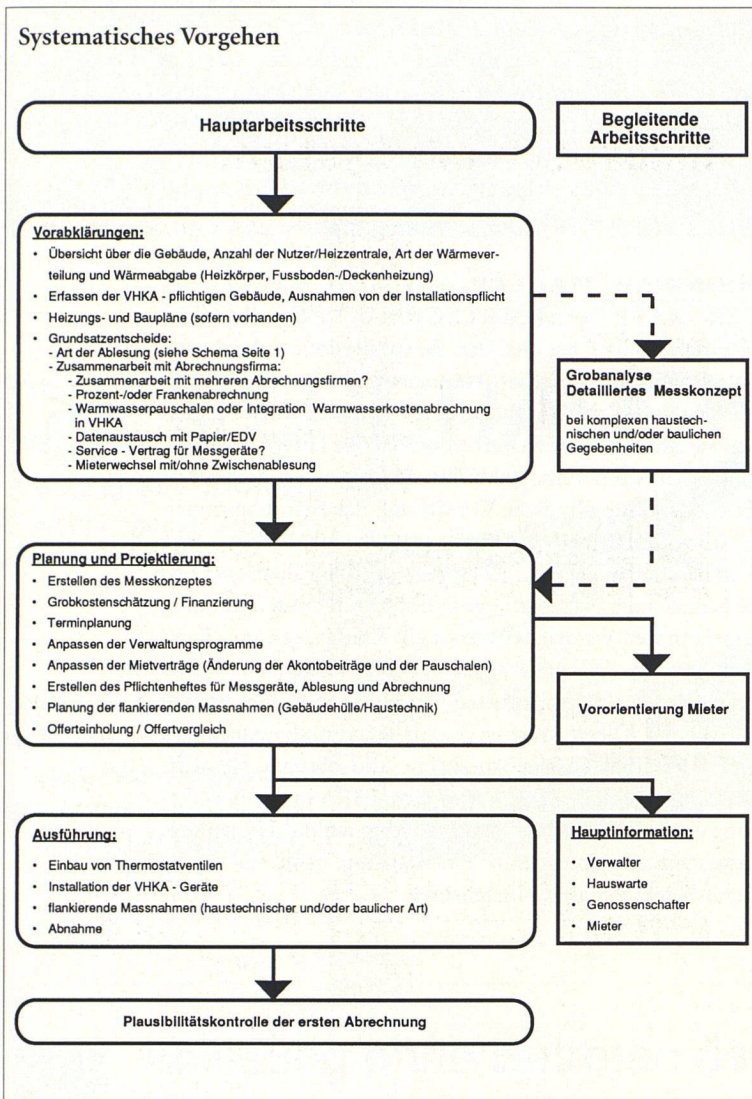 Systematisches Vorgehen
Hauptarbeitsschritte
Begleitende
Arbeitsschritte
Vorabklärungen:
• Übersicht über die Gebäude, Anzahl der Nutzer/Heizzentrale, Art der Wärmever-
teilung und Wärmeabgabe (Heizkörper, Fussboden-/Deckenheizung)
• Erfassen der VHKA - pflichtigen Gebäude, Ausnahmen von der Installationspflicht
• Heizungs- und Baupläne (sofern vorhanden)
• Grundsatzentscheide:
- Art der Ablesung (siehe Schema Seite 1)
- Zusammenarbeit mit Abrechnungsfirma:
- Zusammenarbeit mit mehreren Abrechnungsfirmen?
- Prozent-/oder Frankenabrechnung
- Warmwasserpauschalen oder Integration Warmwasserkostenabrechnung
in VHKA
- Datenaustausch mit Papier/EDV
- Service - Vertrag für Messgeräte?
- Mieterwechsel mit/ohne Zwischenablesung
Grobanalyse
Detailliertes Messkonzept
bei komplexen haustech-
nischen und/oder baulichen
Gegebenheiten
Planung und Projektierung:
• Erstellen des Messkonzeptes
• Grobkostenschätzung / Finanzierung
• Terminplanung
• Anpassen der Verwaltungsprogramme
• Anpassen der Mietverträge (Änderung der Akontobeiträge und der Pauschalen)
• Erstellen des Pflichtenheftes für Messgeräte, Ablesung und Abrechnung
• Planung der flankierenden Massnahmen (Gebäudehülle/Haustechnik)
• Offerteinholung / Offertvergleich
Vororientierung Mieter
Ausführung:
• Einbau von Thermostatventilen
• Installation der VHKA - Geräte
• flankierende Massnahmen (haustechnischer und/oder baulicher Art)
• Abnahme
Hauptinformation:
• Verwalter
• Hauswarte
• Genossenschafter
• Mieter
Plausibilitätskontrolle der ersten Abrechnung